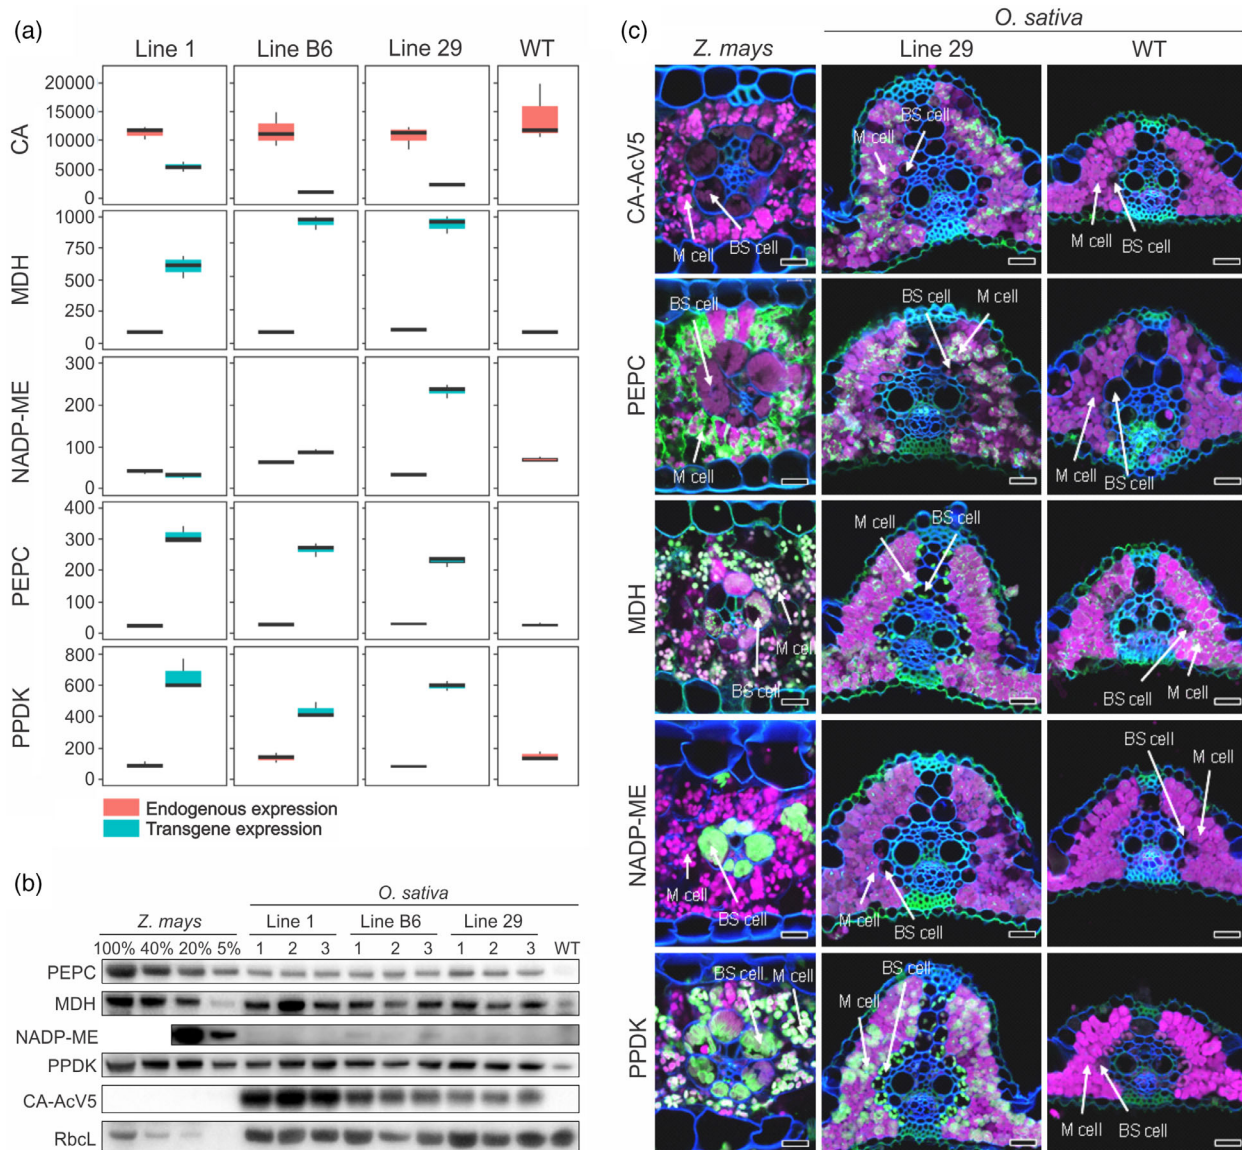 (a)
Line 1 Line B6 Line 29 WT
CA
20000
15000
10000
5000
0
MDH
1000
750
500
250
0
NADP-ME
300
200
100
0
PEPC
400
300
200
100
0
PPDK
800
600
400
200
0
Endogenous expression
Transgene expression
(b)
O. sativa
Z. mays Line 1 Line B6 Line 29
100% 40% 20% 5% 1 2 3 1 2 3 1 2 3 WT
PEPC
MDH
NADP-ME
PPDK
CA-AcV5
RbcL
(c)
O. sativa
Z. mays Line 29 WT
CA-AcV5
M cell
BS cell
BS cell
M cell
M cell
BS cell
PEPC
BS cell
M cell
BS cell
M cell
M cell
BS cell
MDH
M cell
BS cell
M cell
BS cell
BS cell
M cell
NADP-ME
M cell
BS cell
M cell
BS cell
BS cell
M cell
PPDK
BS cell
M cell
M cell
BS cell
M cell
BS cell